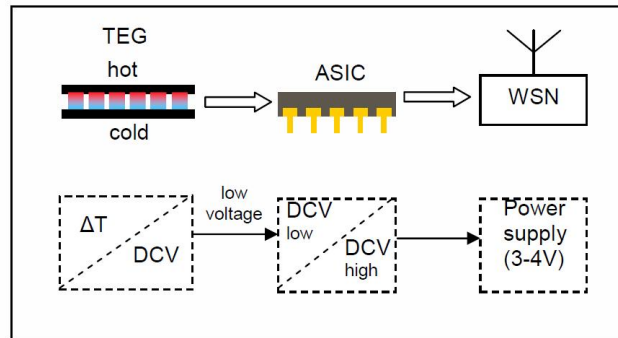 TEG
hot
cold
ASIC
WSN
ΔT
DCV
low
voltage
DCV
low
DCV
high
Power
supply
(3-4V)